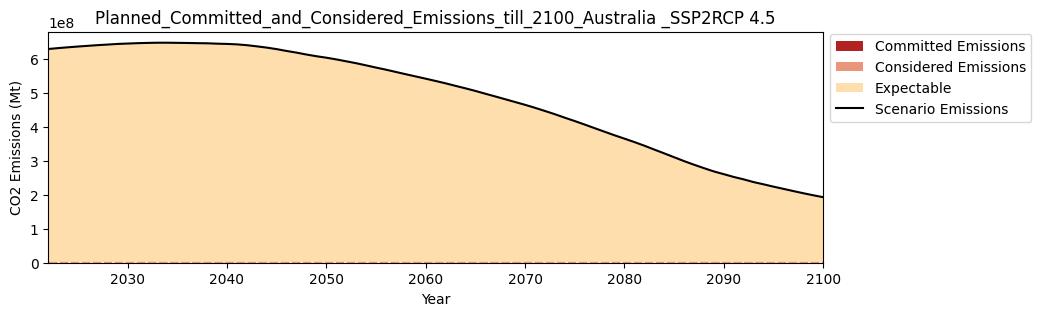 Planned_Committed_and_Considered_Emissions_till_2100_Australia _SSP2RCP 4.5
1e8
6
5
4
3
2
1
0
CO2 Emissions (Mt)
2030 2040 2050 2060 2070 2080 2090 2100
Year
Committed Emissions
Considered Emissions
Expectable
Scenario Emissions